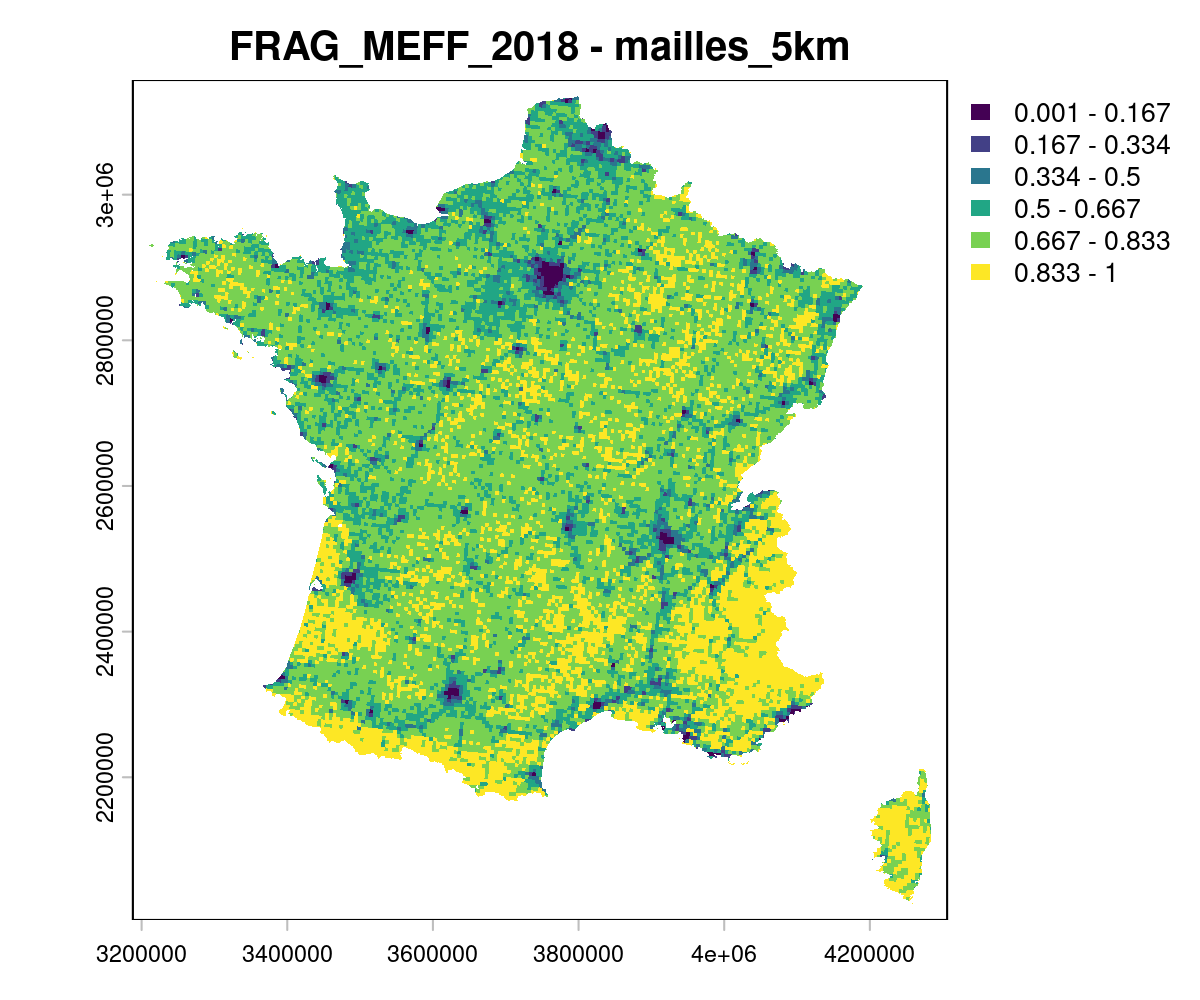 FRAG_MEFF_2018 - mailles_5km
0.001 - 0.167
0.167 - 0.334
0.334 - 0.5
0.5 - 0.667
0.667 - 0.833
0.833 - 1
3e+06
2800000
2600000
2400000
2200000
3200000 3400000 3600000 3800000 4e+06 4200000